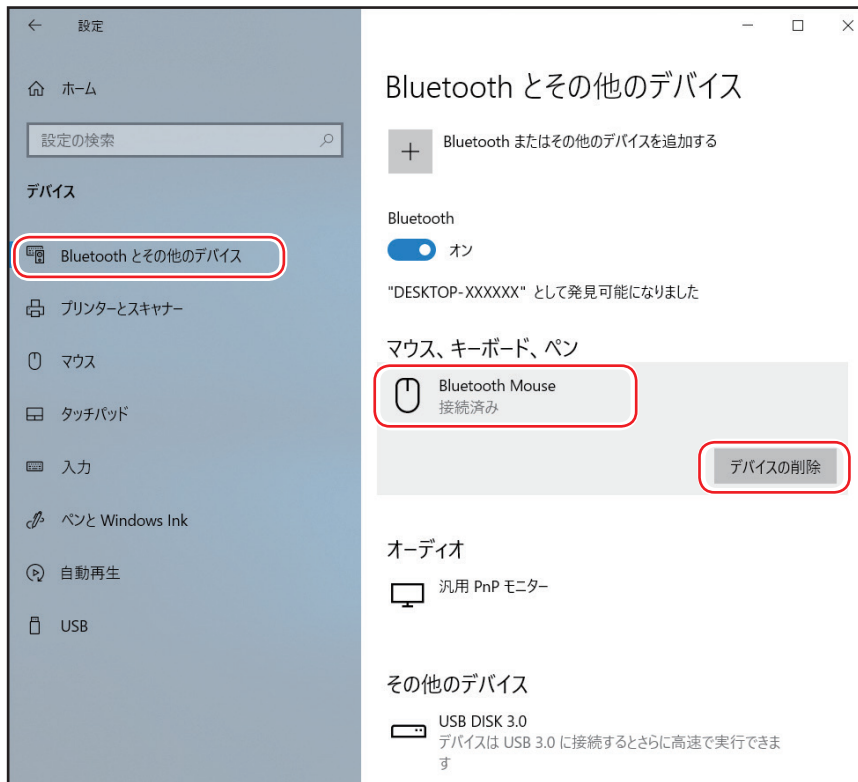 設定
ホーム
設定の検索
デバイス
Bluetooth とその他のデバイス
プリンターとスキャナー
マウス
タッチパッド
入力
ペンと Windows Ink
自動再生
USB
Bluetooth とその他のデバイス
Bluetooth またはその他のデバイスを追加する
Bluetooth
オン
"DESKTOP-XXXXXX" として発見可能になりました
マウス、キーボード、ペン
Bluetooth Mouse
接続済み
デバイスの削除
オーディオ
汎用 PnP モニター
その他のデバイス
USB DISK 3.0
デバイスは USB 3.0 に接続するとさらに高速で実行できま
す